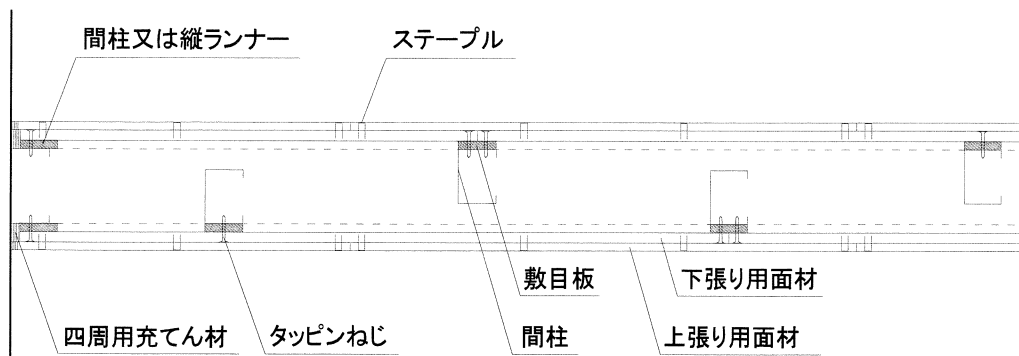 間柱又は縦ランナー
ステープル
敷目板
下張り用面材
四周用充てん材
タッピンねじ
間柱
上張り用面材